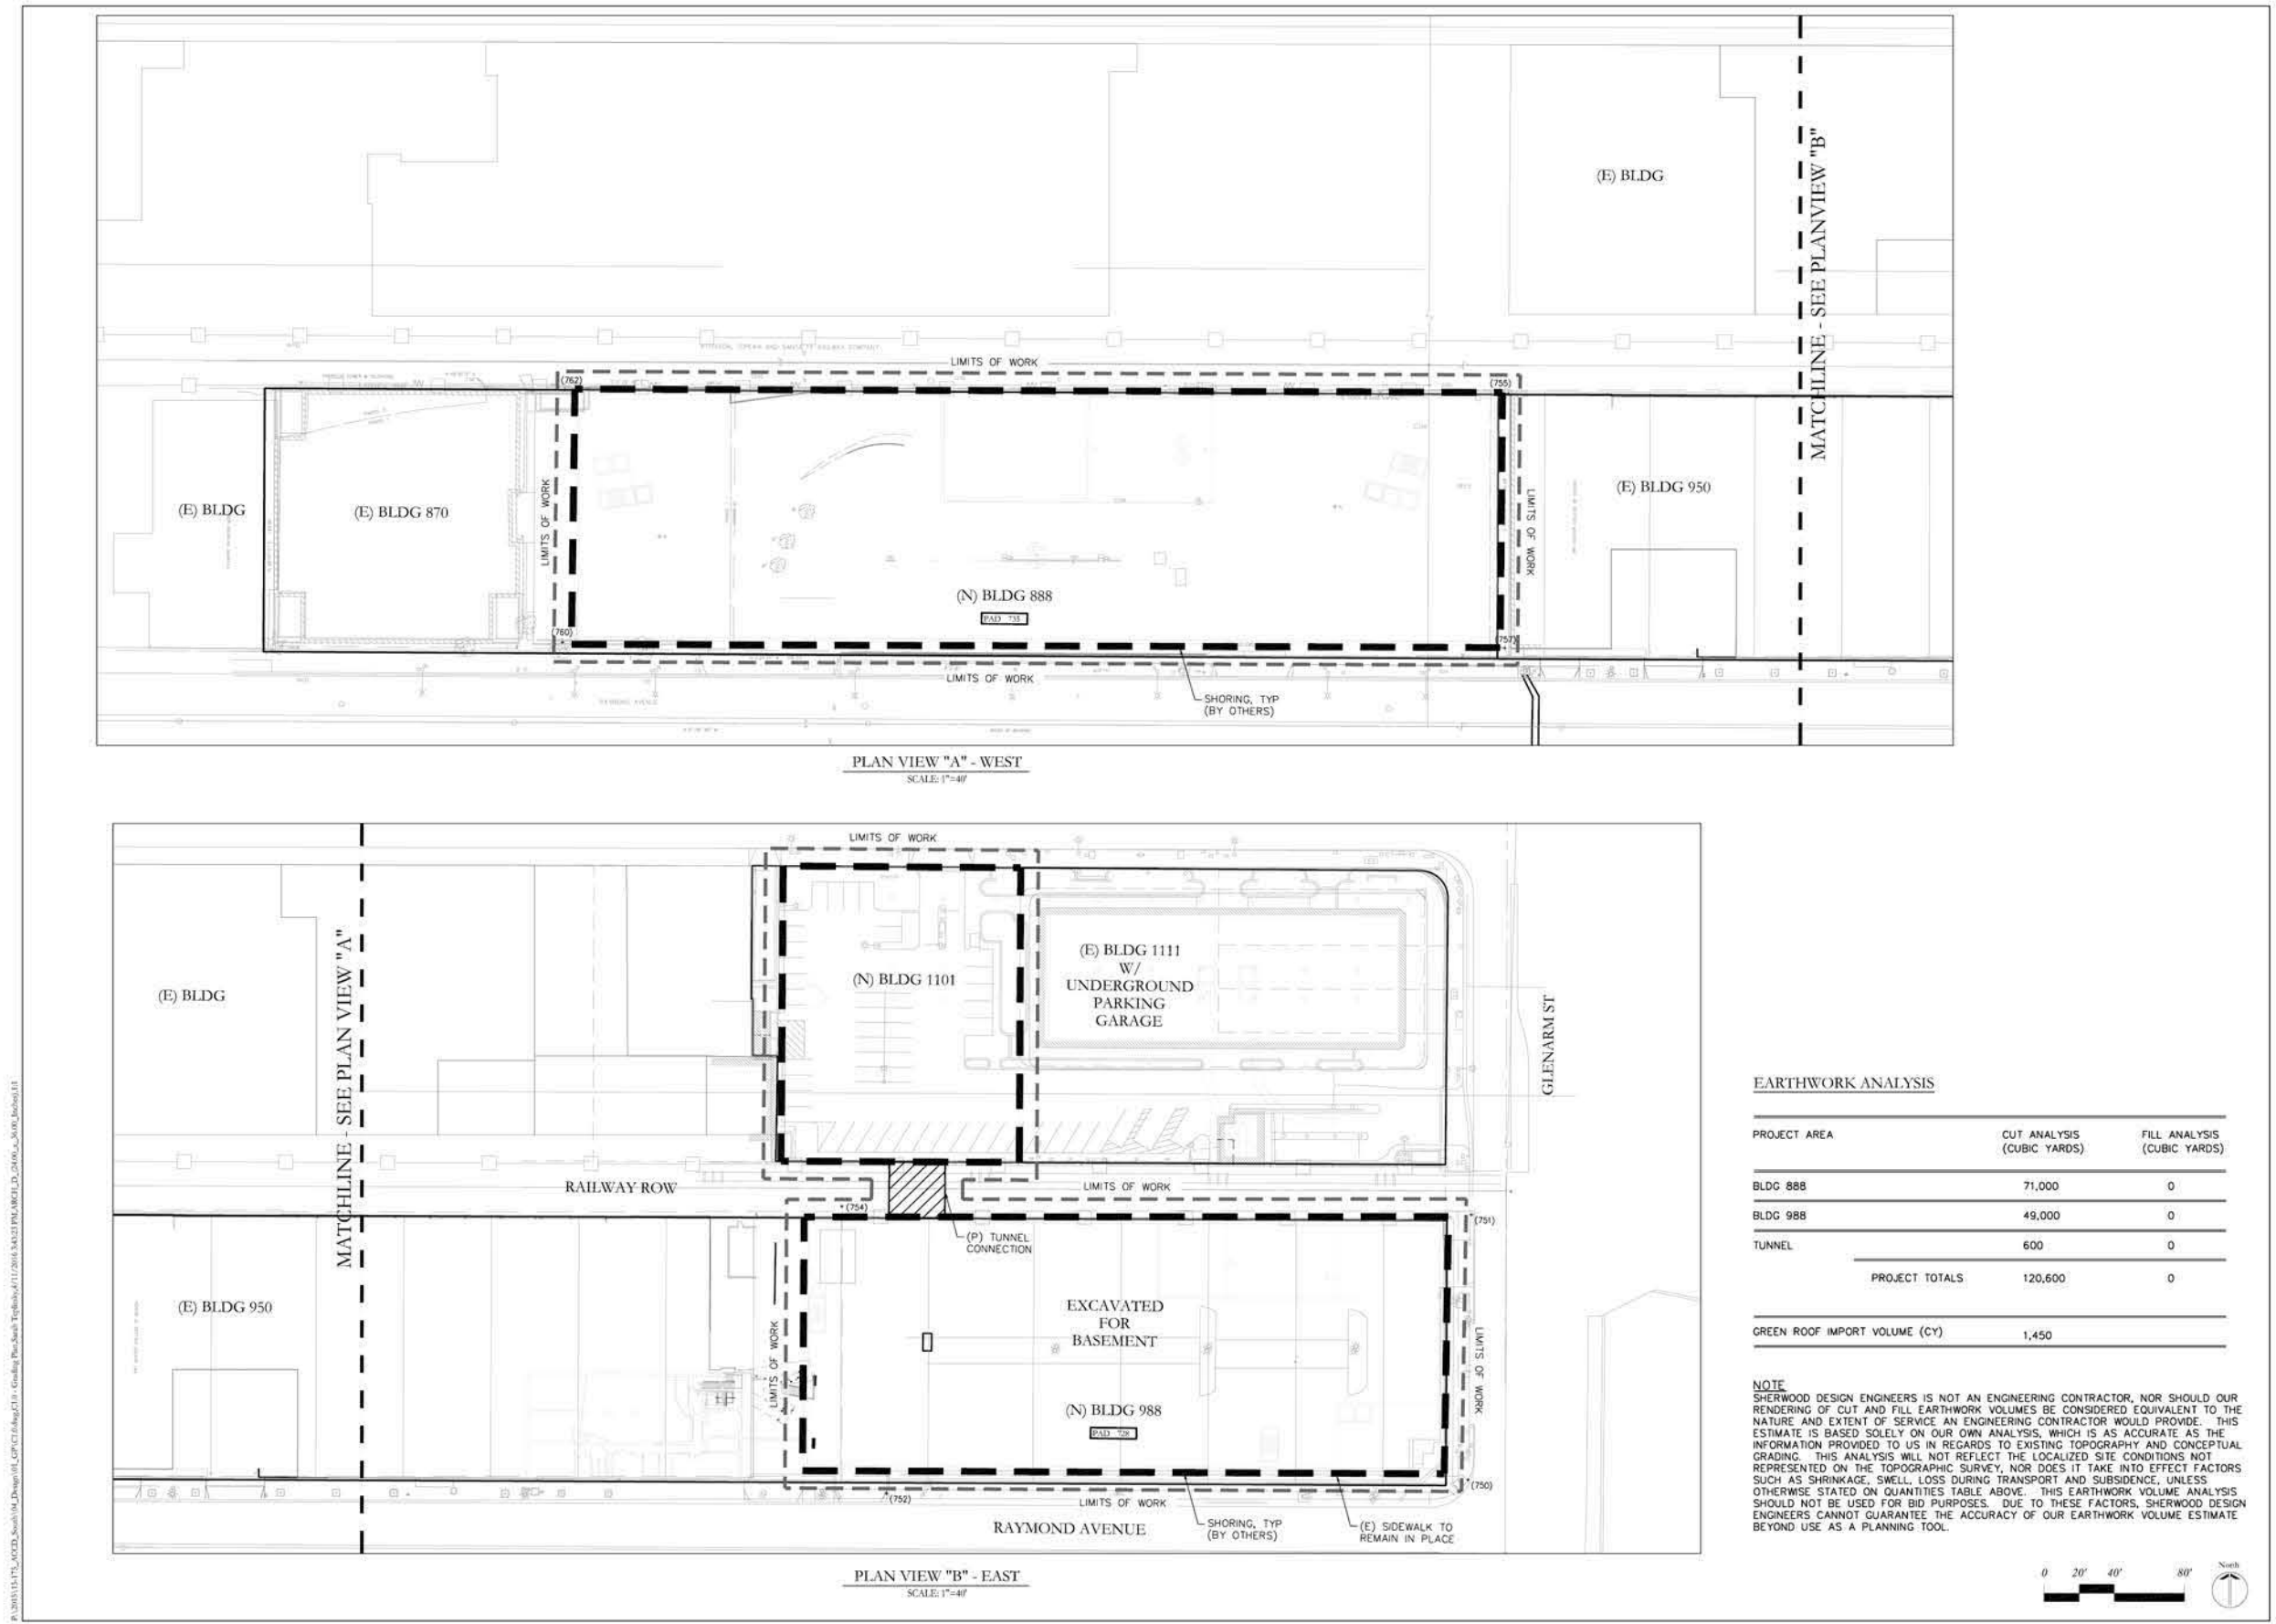 (E) BLDG
MATCHLINE - SEE PLANVIEW "B"
LIMITS OF WORK
(762)
(755)
(E) BLDG
(E) BLDG 870
LIMITS OF WORK
LIMITS OF WORK
(E) BLDG 950
(N) BLDG 888
PAD 735
(760)
(757)
LIMITS OF WORK
SHORING, TYP
(BY OTHERS)
PLAN VIEW "A" - WEST
SCALE: 1"=40'
LIMITS OF WORK
(E) BLDG
MATCHLINE - SEE PLAN VIEW "A"
(N) BLDG 1101
(E) BLDG 1111
W/
UNDERGROUND
PARKING
GARAGE
GLENARM ST
RAILWAY ROW
LIMITS OF WORK
(754)
(751)
(P) TUNNEL
CONNECTION
(E) BLDG 950
LIMITS OF WORK
EXCAVATED
FOR
BASEMENT
LIMITS OF WORK
(N) BLDG 988
PAD 728
(752)
(750)
LIMITS OF WORK
RAYMOND AVENUE
SHORING, TYP
(BY OTHERS)
(E) SIDEWALK TO
REMAIN IN PLACE
PLAN VIEW "B" - EAST
SCALE: 1"=40'
EARTHWORK ANALYSIS
PROJECT AREA CUT ANALYSIS FILL ANALYSIS
(CUBIC YARDS) (CUBIC YARDS)
BLDG 888 71,000 0
BLDG 988 49,000 0
TUNNEL 600 0
PROJECT TOTALS 120,600 0
GREEN ROOF IMPORT VOLUME (CY) 1,450
NOTE
SHERWOOD DESIGN ENGINEERS IS NOT AN ENGINEERING CONTRACTOR, NOR SHOULD OUR
RENDERING OF CUT AND FILL EARTHWORK VOLUMES BE CONSIDERED EQUIVALENT TO THE
NATURE AND EXTENT OF SERVICE AN ENGINEERING CONTRACTOR WOULD PROVIDE. THIS
ESTIMATE IS BASED SOLELY ON OUR OWN ANALYSIS, WHICH IS AS ACCURATE AS THE
INFORMATION PROVIDED TO US IN REGARDS TO EXISTING TOPOGRAPHY AND CONCEPTUAL
GRADING. THIS ANALYSIS WILL NOT REFLECT THE LOCALIZED SITE CONDITIONS NOT
REPRESENTED ON THE TOPOGRAPHIC SURVEY, NOR DOES IT TAKE INTO EFFECT FACTORS
SUCH AS SHRINKAGE, SWELL, LOSS DURING TRANSPORT AND SUBSIDENCE, UNLESS
OTHERWISE STATED ON QUANTITIES TABLE ABOVE. THIS EARTHWORK VOLUME ANALYSIS
SHOULD NOT BE USED FOR BID PURPOSES. DUE TO THESE FACTORS, SHERWOOD DESIGN
ENGINEERS CANNOT GUARANTEE THE ACCURACY OF OUR EARTHWORK VOLUME ESTIMATE
BEYOND USE AS A PLANNING TOOL.
0 20' 40' 80'
North